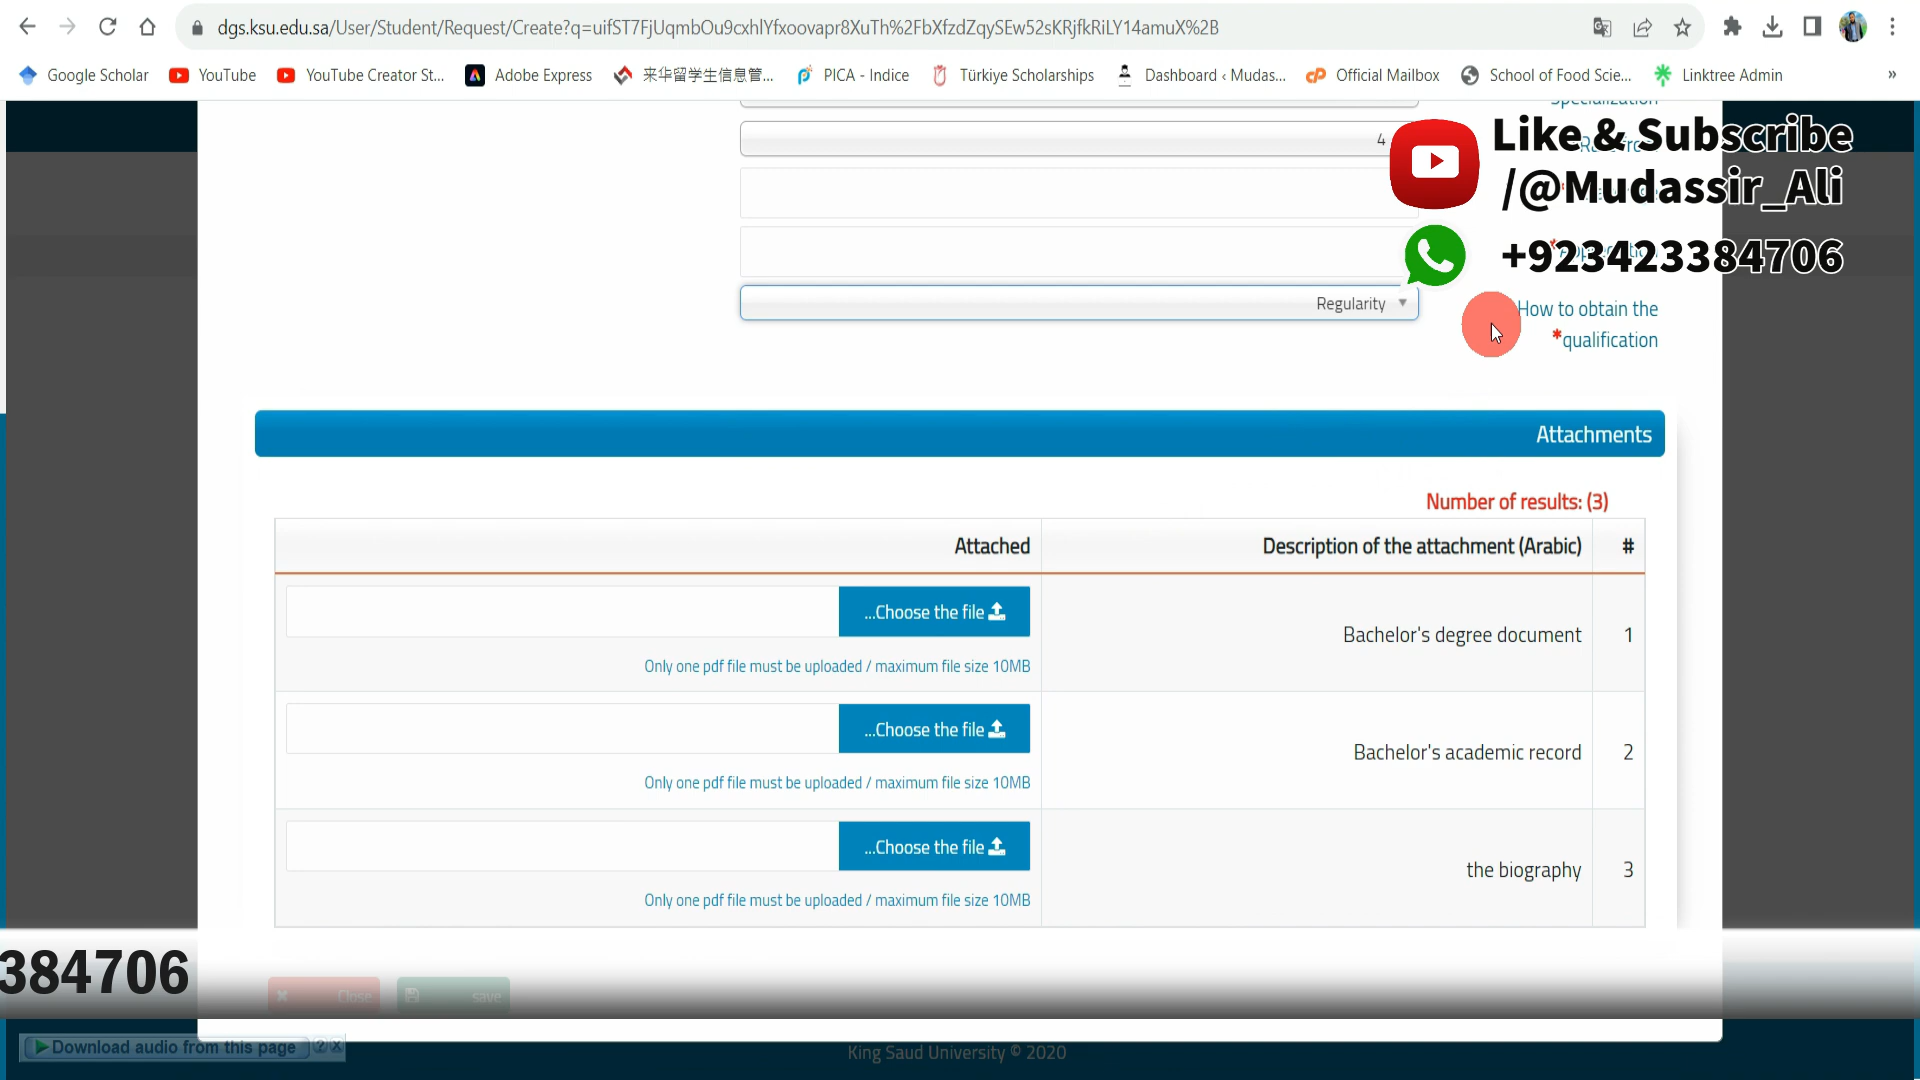 dgs.ksu.edu.sa/User/Student/Request/Create?q=uifST7FjUqmbOu9cxhlYfxoovapr8XuTh%2FbXfzdZqySEw52sKRjfkRiLY14amuX%2B
Google Scholar YouTube YouTube Creator St... Adobe Express 来华留学生信息管... PICA - Indice Türkiye Scholarships Dashboard ‹ Mudas... Official Mailbox School of Food Scie... Linktree Admin »
Specialization
4
Like & Subscribe
/@Mudassir_Ali
+923423384706
Regularity
How to obtain the
*qualification
Attachments
Number of results: (3)
Attached Description of the attachment (Arabic) #
...Choose the file
Bachelor's degree document 1
Only one pdf file must be uploaded / maximum file size 10MB
...Choose the file
Bachelor's academic record 2
Only one pdf file must be uploaded / maximum file size 10MB
...Choose the file
the biography 3
Only one pdf file must be uploaded / maximum file size 10MB
384706
Close save
Download audio from this page ? X
King Saud University © 2020